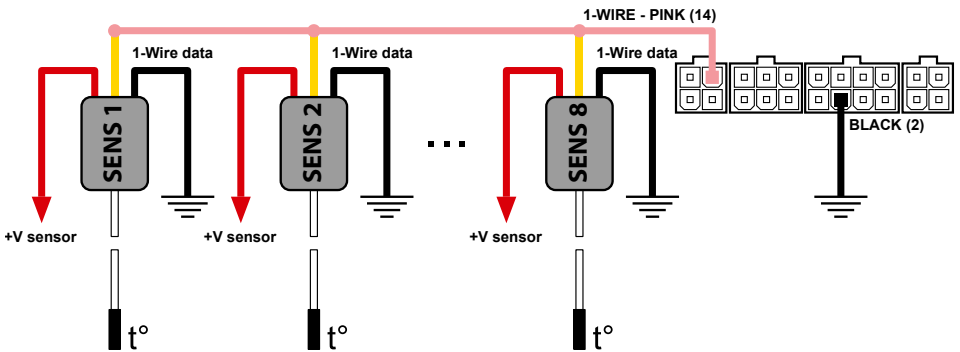 1-WIRE - PINK (14)
1-Wire data
1-Wire data
1-Wire data
SENS 1
SENS 2
...
SENS 8
BLACK (2)
+V sensor
+V sensor
+V sensor
t°
t°
t°